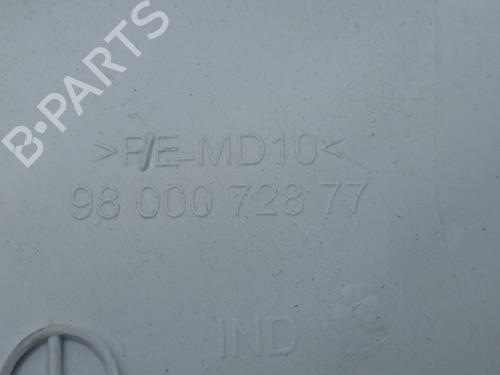 B-PARTS
>P/E-MD10<
98 000 728 77
IND